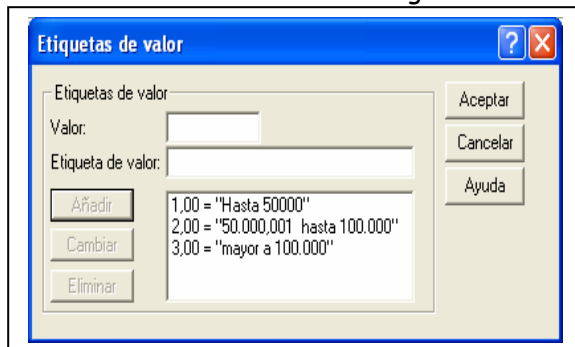 Etiquetas de valor
Etiquetas de valor
Valor:
Etiqueta de valor:
Añadir
Cambiar
Eliminar
1,00 = "Hasta 50000"
2,00 = "50.000,001 hasta 100.000"
3,00 = "mayor a 100.000"
Aceptar
Cancelar
Ayuda